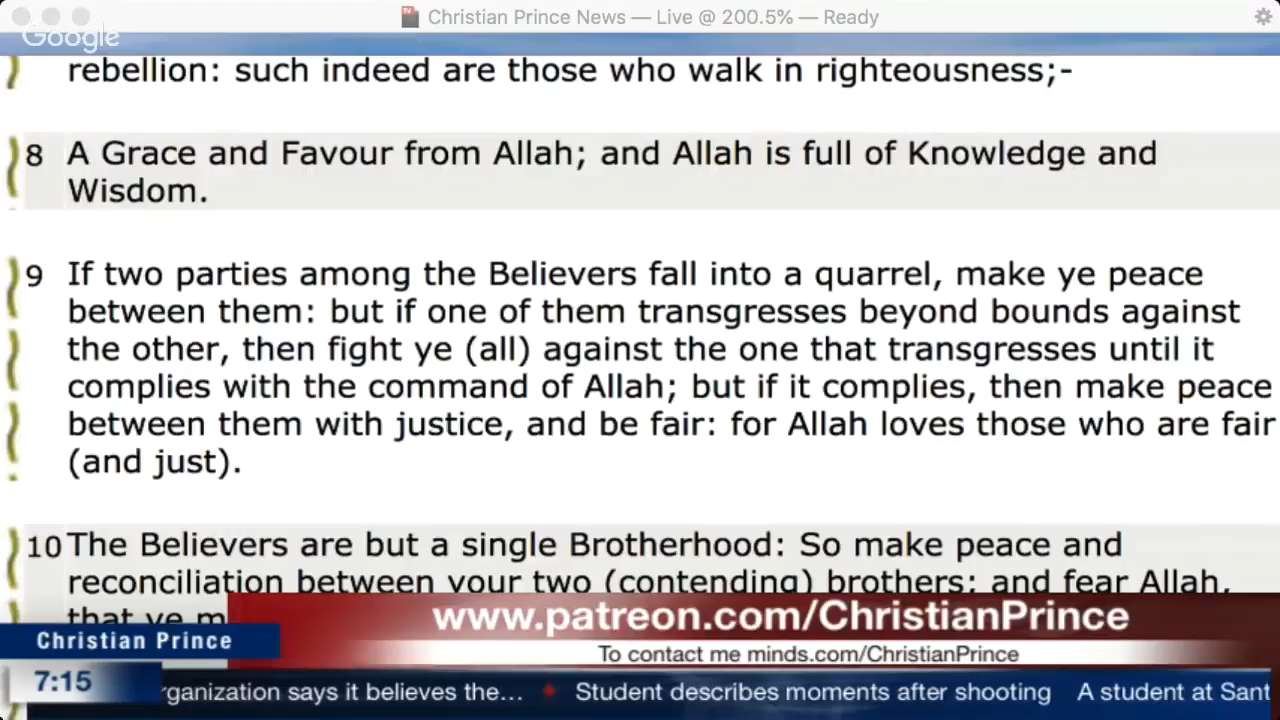 Christian Prince News — Live @ 200.5% — Ready
Google
rebellion: such indeed are those who walk in righteousness;-
8 A Grace and Favour from Allah; and Allah is full of Knowledge and
Wisdom.
9 If two parties among the Believers fall into a quarrel, make ye peace
between them: but if one of them transgresses beyond bounds against
the other, then fight ye (all) against the one that transgresses until it
complies with the command of Allah; but if it complies, then make peace
between them with justice, and be fair: for Allah loves those who are fair
(and just).
10 The Believers are but a single Brotherhood: So make peace and
reconciliation between your two (contending) brothers; and fear Allah,
that ye m
www.patreon.com/ChristianPrince
Christian Prince
To contact me minds.com/ChristianPrince
7:15
rganization says it believes the... Student describes moments after shooting A student at Sant